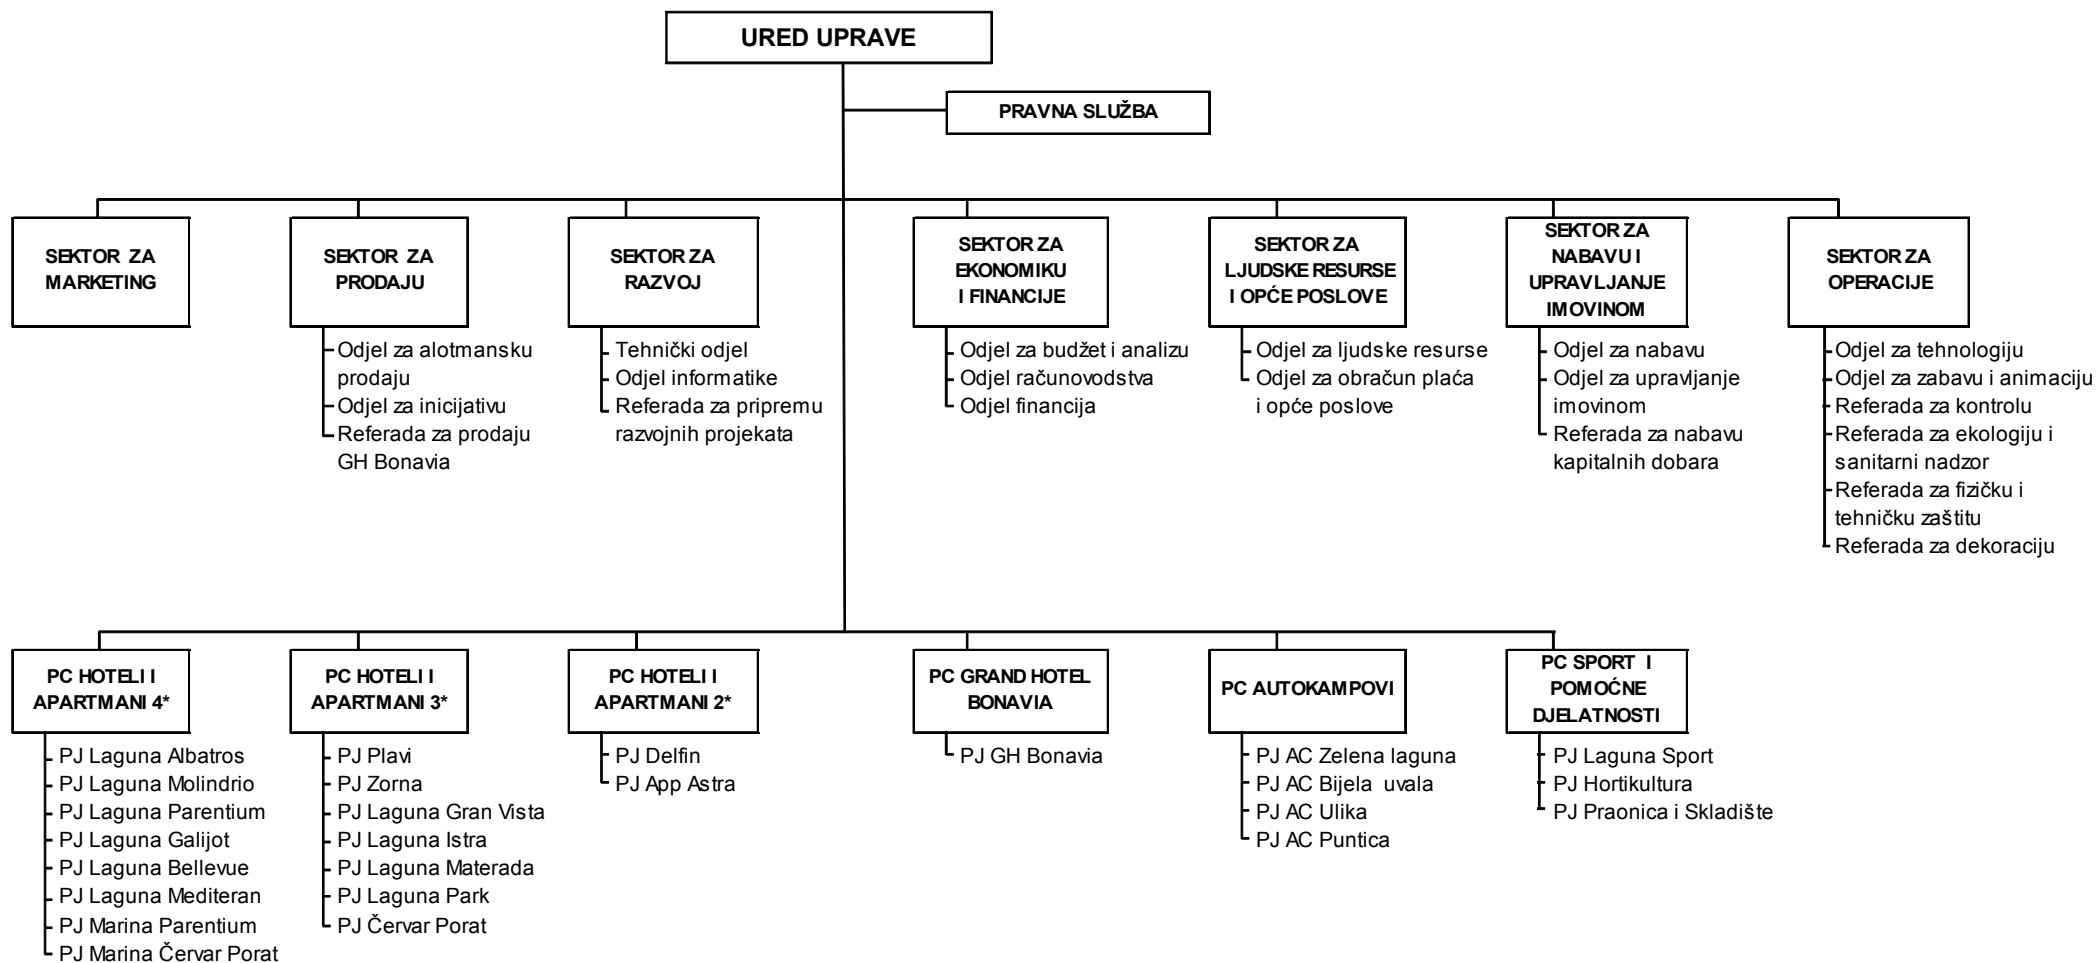 URED UPRAVE
PRAVNA SLUŽBA
SEKTOR ZA
MARKETING
SEKTOR ZA
PRODAJU
Odjel za alotmansku
prodaju
Odjel za inicijativu
Referada za prodaju
GH Bonavia
SEKTOR ZA
RAZVOJ
Tehnički odjel
Odjel informatike
Referada za pripremu
razvojnih projekata
SEKTOR ZA
EKONOMIKU
I FINANCIJE
Odjel za budžet i analizu
Odjel računovodstva
Odjel financija
SEKTOR ZA
LJUDSKE RESURSE
I OPĆE POSLOVE
Odjel za ljudske resurse
Odjel za obračun plaća
i opće poslove
SEKTOR ZA
NABAVU I
UPRAVLJANJE
IMOVINOM
Odjel za nabavu
Odjel za upravljanje
imovinom
Referada za nabavu
kapitalnih dobara
SEKTOR ZA
OPERACIJE
Odjel za tehnologiju
Odjel za zabavu i animaciju
Referada za kontrolu
Referada za ekologiju i
sanitarni nadzor
Referada za fizičku i
tehničku zaštitu
Referada za dekoraciju
PC HOTELI I
APARTMANI 4*
PJ Laguna Albatros
PJ Laguna Molindrio
PJ Laguna Parentium
PJ Laguna Galijot
PJ Laguna Bellevue
PJ Laguna Mediteran
PJ Marina Parentium
PJ Marina Červar Porat
PC HOTELI I
APARTMANI 3*
PJ Plavi
PJ Zorna
PJ Laguna Gran Vista
PJ Laguna Istra
PJ Laguna Materada
PJ Laguna Park
PJ Červar Porat
PC HOTELI I
APARTMANI 2*
PJ Delfin
PJ App Astra
PC GRAND HOTEL
BONAVIA
PJ GH Bonavia
PC AUTOKAMPOVI
PJ AC Zelena laguna
PJ AC Bijela uvala
PJ AC Ulika
PJ AC Puntica
PC SPORT I
POMOĆNE
DJELATNOSTI
PJ Laguna Sport
PJ Hortikultura
PJ Praonica i Skladište